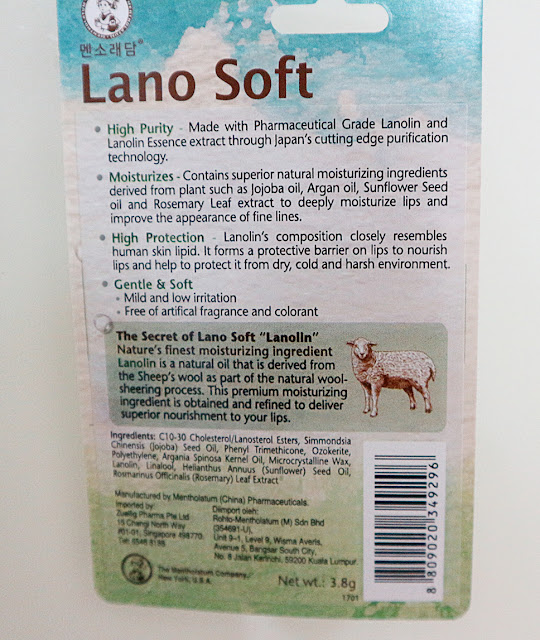 멘소래담®
Lano Soft
• High Purity - Made with Pharmaceutical Grade Lanolin and
Lanolin Essence extract through Japan's cutting edge purification
technology.
• Moisturizes - Contains superior natural moisturizing ingredients
derived from plant such as Jojoba oil, Argan oil, Sunflower Seed
oil and Rosemary Leaf extract to deeply moisturize lips and
improve the appearance of fine lines.
• High Protection - Lanolin's composition closely resembles
human skin lipid. It forms a protective barrier on lips to nourish
lips and help to protect it from dry, cold and harsh environment.
• Gentle & Soft
• Mild and low irritation
• Free of artifical fragrance and colorant
The Secret of Lano Soft "Lanolin"
Nature's finest moisturizing ingredient
Lanolin is a natural oil that is derived from
the Sheep's wool as part of the natural wool-
sheering process. This premium moisturizing
ingredient is obtained and refined to deliver
superior nourishment to your lips.
Ingredients: C10-30 Cholesterol/Lanosterol Esters, Simmondsia
Chinensis (Jojoba) Seed Oil, Phenyl Trimethicone, Ozokerite,
Polyethylene, Argania Spinosa Kernel Oil, Microcrystalline Wax,
Lanolin, Linalool, Helianthus Annuus (Sunflower) Seed Oil,
Rosmarinus Officinalis (Rosemary) Leaf Extract
Manufactured by Mentholatum (China) Pharmaceuticals.
Imported by:
Zuellig Pharma Pte Ltd
15 Changi North Way
#01-01, Singapore 498770
Tel: 6546 8188
Diimport oleh:
Rohto-Mentholatum (M) Sdn Bhd
(354691-U),
Unit 9-1, Level 9, Wisma Averis,
Avenue 5, Bangsar South City,
No. 8 Jalan Kerinchi, 59200 Kuala Lumpur.
The Mentholatum Company
New York, U.S.A.
Net wt.: 3.8g
1701
8 809020 349296